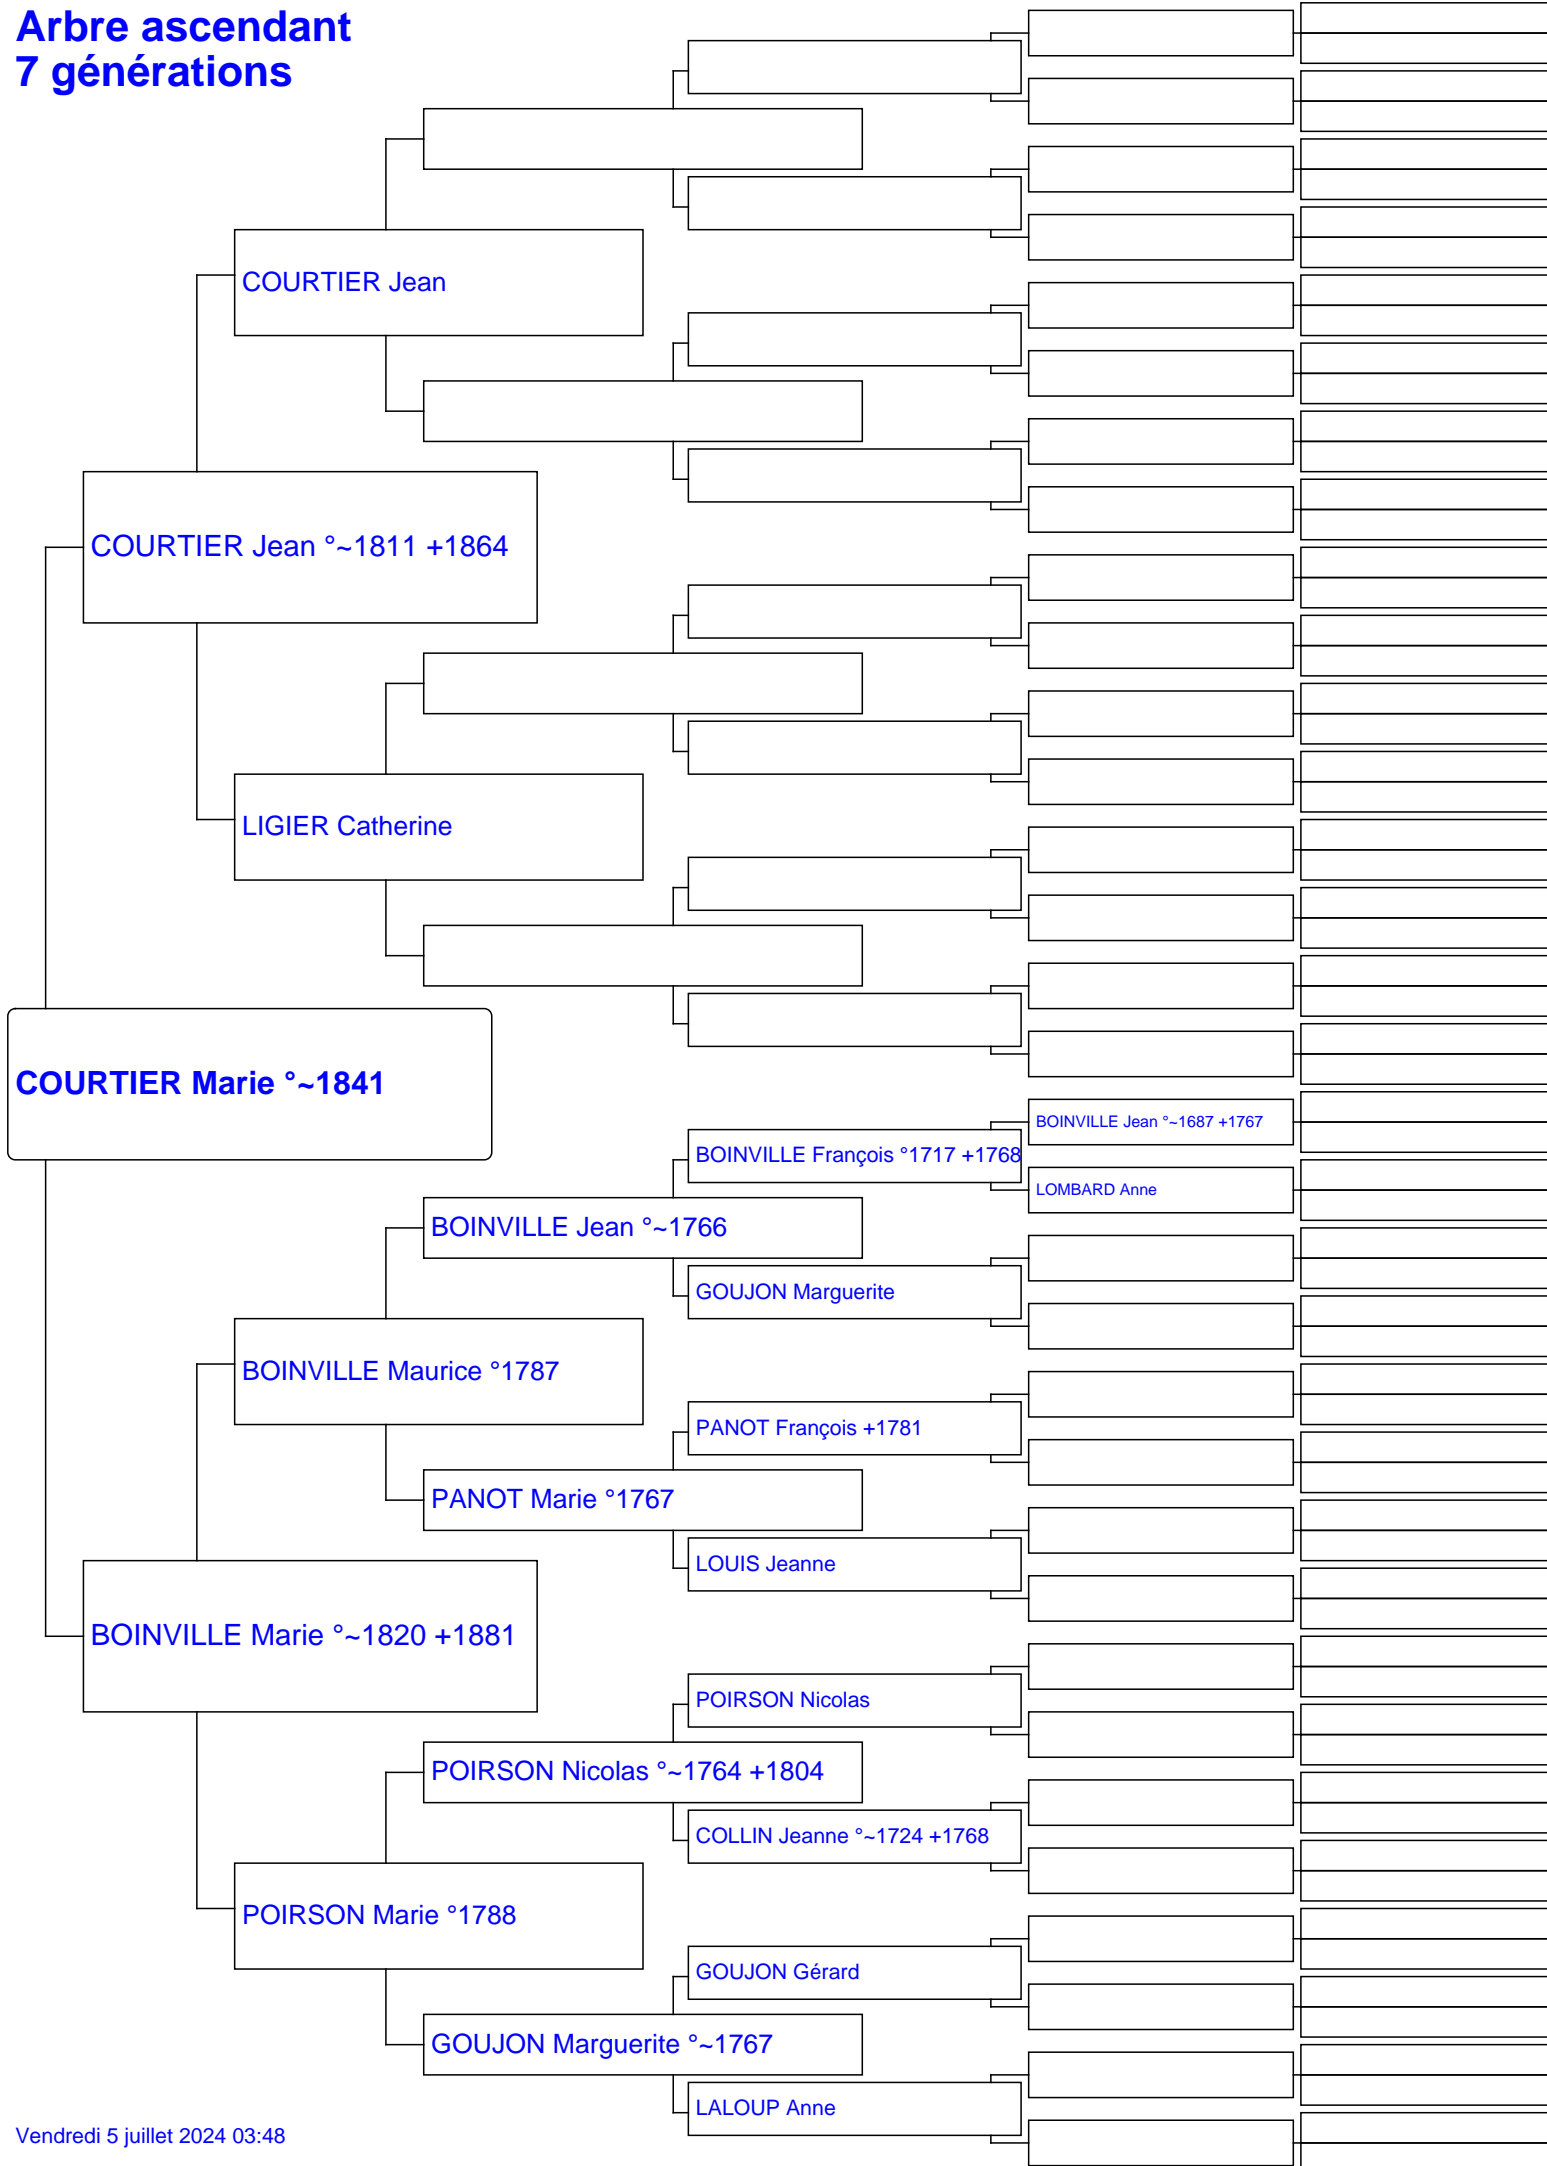 Arbre ascendant
7 générations
COURTIER Jean
COURTIER Jean °~1811 +1864
LIGIER Catherine
COURTIER Marie °~1841
BOINVILLE Jean °~1687 +1767
BOINVILLE François °1717 +1768
LOMBARD Anne
BOINVILLE Jean °~1766
GOUJON Marguerite
BOINVILLE Maurice °1787
PANOT François +1781
PANOT Marie °1767
LOUIS Jeanne
BOINVILLE Marie °~1820 +1881
POIRSON Nicolas
POIRSON Nicolas °~1764 +1804
COLLIN Jeanne °~1724 +1768
POIRSON Marie °1788
GOUJON Gérard
GOUJON Marguerite °~1767
LALOUP Anne
Vendredi 5 juillet 2024 03:48